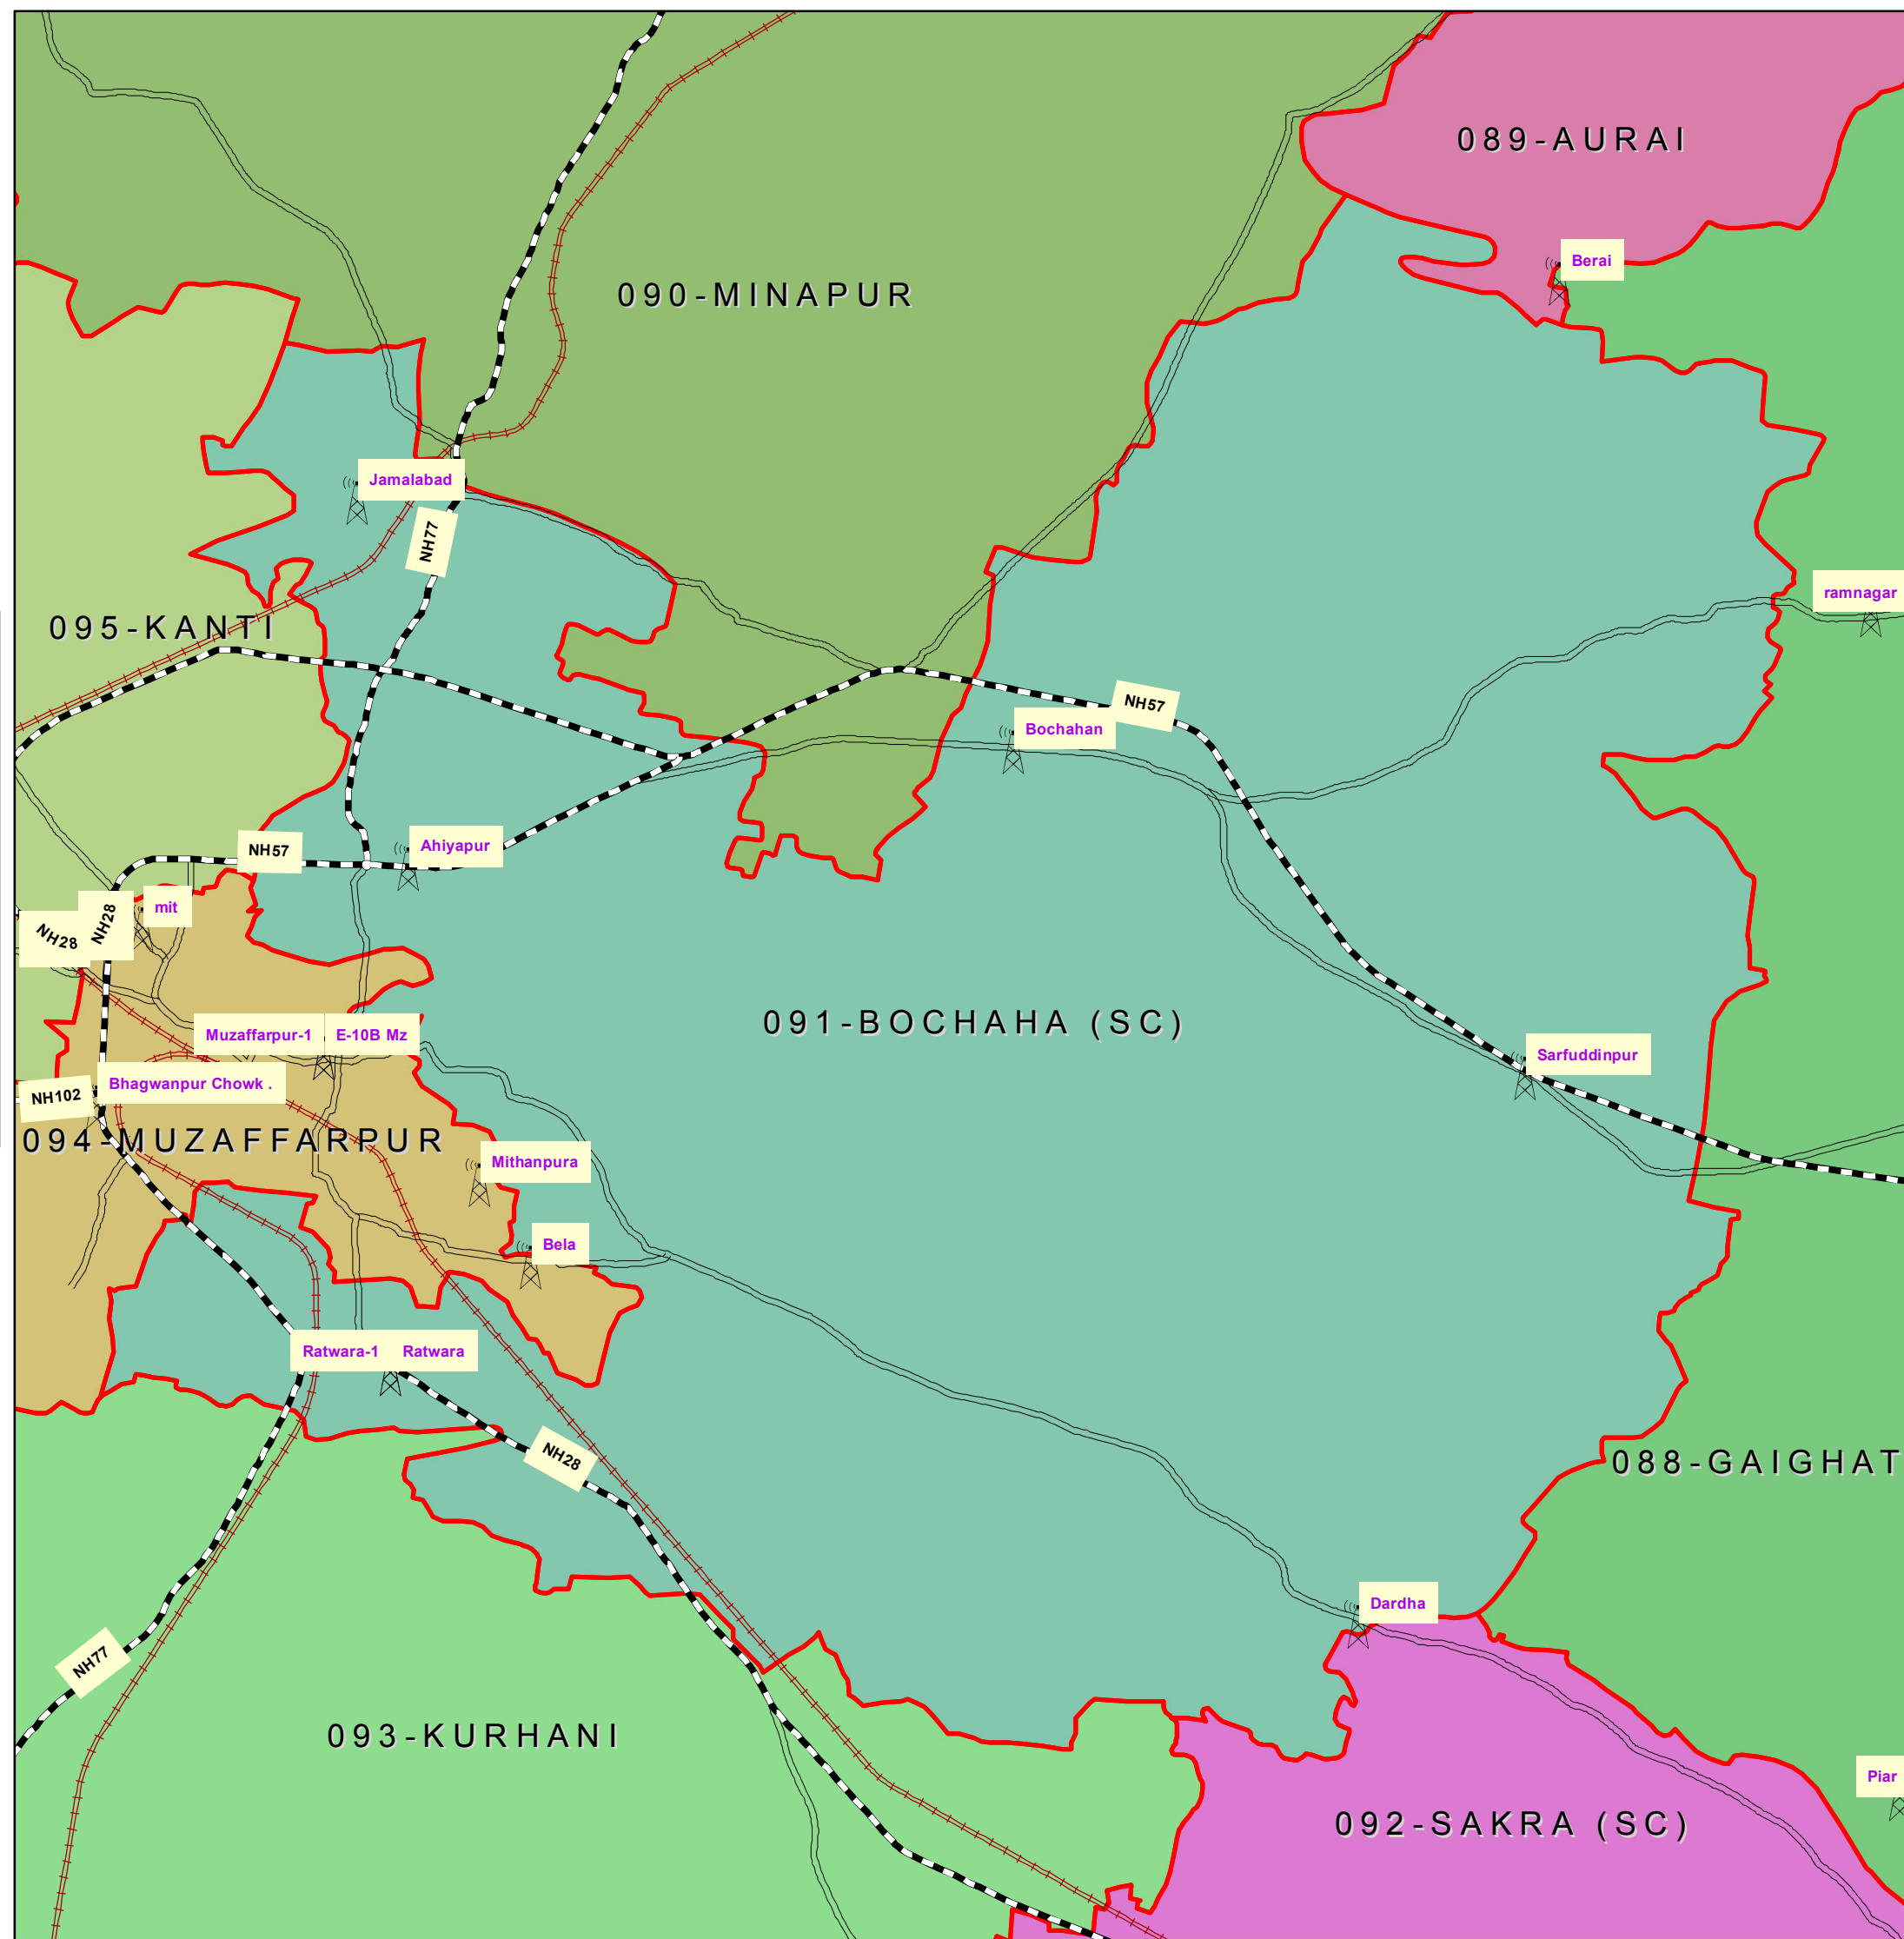 089-AURAI
Berai
090-MINAPUR
Jamalabad
NH77
ramnagar
095-KANTI
NH57
Bochahan
Ahiyapur
NH57
mit
NH28
NH28
091-BOCHAHA (SC)
Muzaffarpur-1
E-10B Mz
Sarfuddinpur
Bhagwanpur Chowk .
NH102
094-MUZAFFARPUR
Mithanpura
Bela
Ratwara-1
Ratwara
NH28
088-GAIGHAT
Dardha
NH77
093-KURHANI
Piar
092-SAKRA (SC)